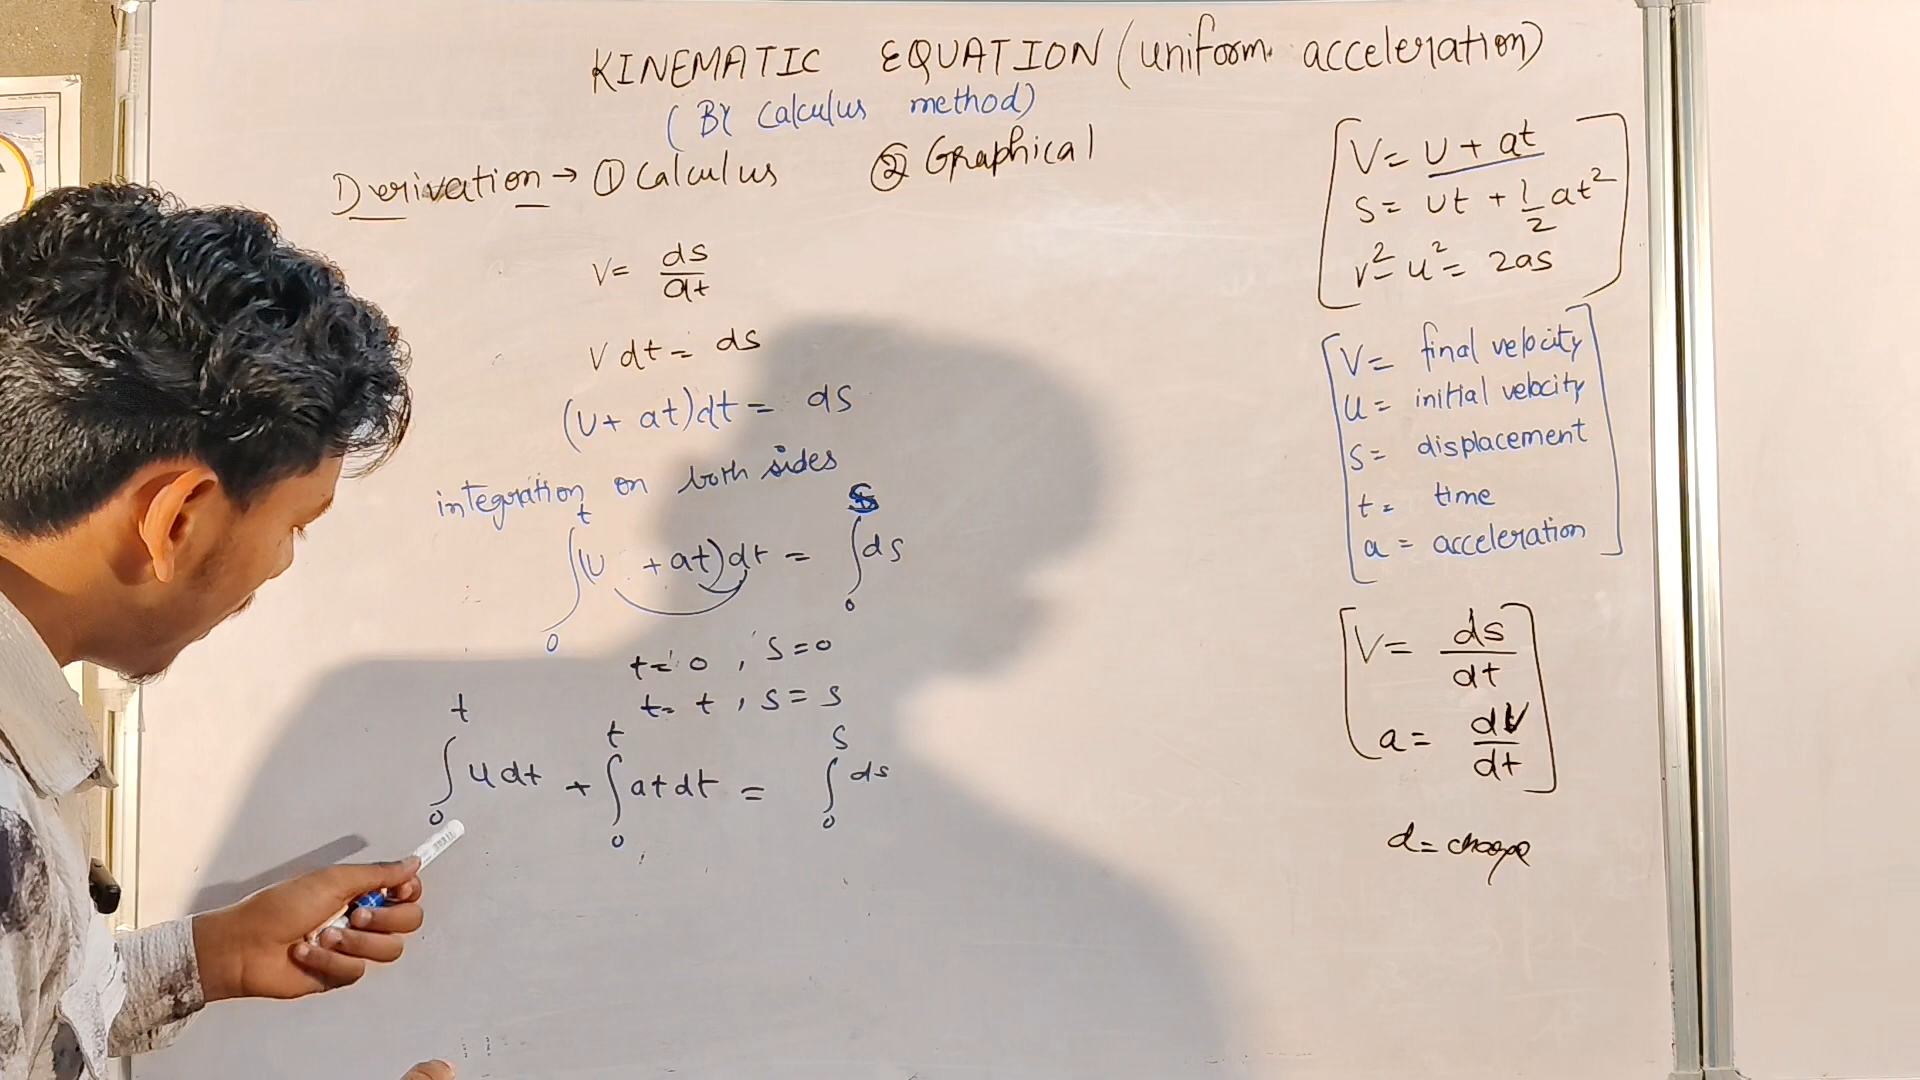 KINEMATIC EQUATION (uniform acceleration)
(By Calculus method)
Derivation → ① Calculus ② Graphical
V = ds/dt
V dt = ds
(u + at)dt = ds
integration on both sides
∫₀ᵗ (u + at)dt = ∫₀ˢ ds
t = 0 , s = 0
t = t , s = s
∫₀ᵗ u dt + ∫₀ᵗ at dt = ∫₀ˢ ds
V = u + at
S = ut + 1/2 at²
v² - u² = 2as
V = final velocity
u = initial velocity
S = displacement
t = time
a = acceleration
V = ds/dt
a = dV/dt
d = change